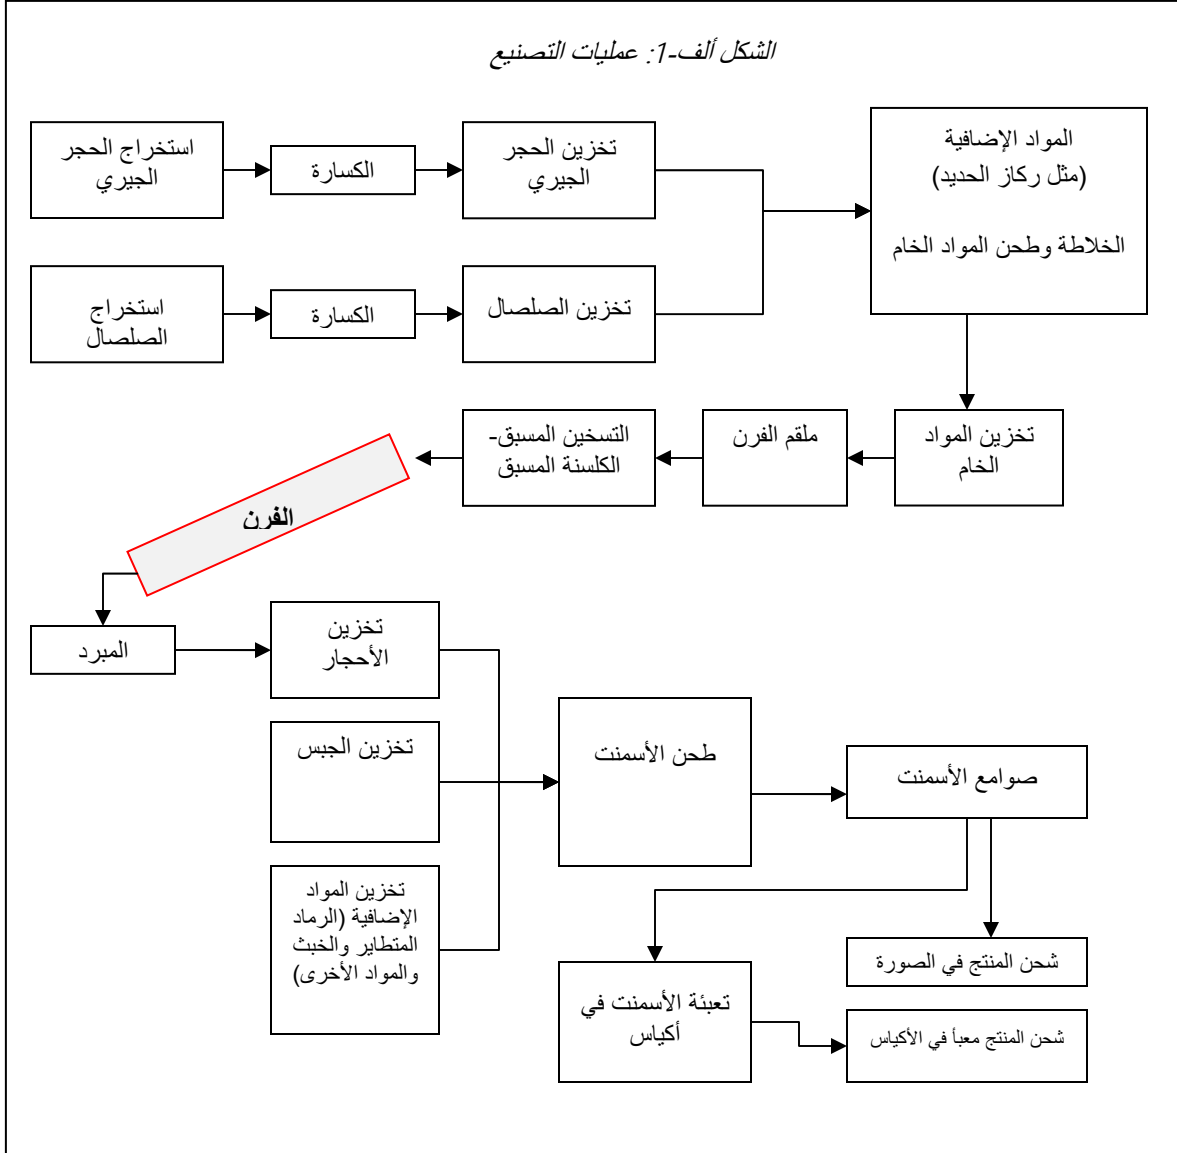 الشكل ألف-1: عمليات التصنيع
استخراج الحجر
الجيري
الكسارة
تخزين الحجر
الجيري
المواد الإضافية
(مثل ركاز الحديد)
الخلاطة وطحن المواد الخام
استخراج
الصلصال
الكسارة
تخزين الصلصال
تخزين المواد
الخام
ملقم الفرن
التسخين المسبق-
الكلسنة المسبق
الفرن
المبرد
تخزين
الأحجار
تخزين الجبس
تخزين المواد
الإضافية (الرماد
المتطاير والخبث
والمواد الأخرى)
طحن الأسمنت
صوامع الأسمنت
شحن المنتج في الصورة
تعبئة الأسمنت في
أكياس
شحن المنتج معبأ في الأكياس